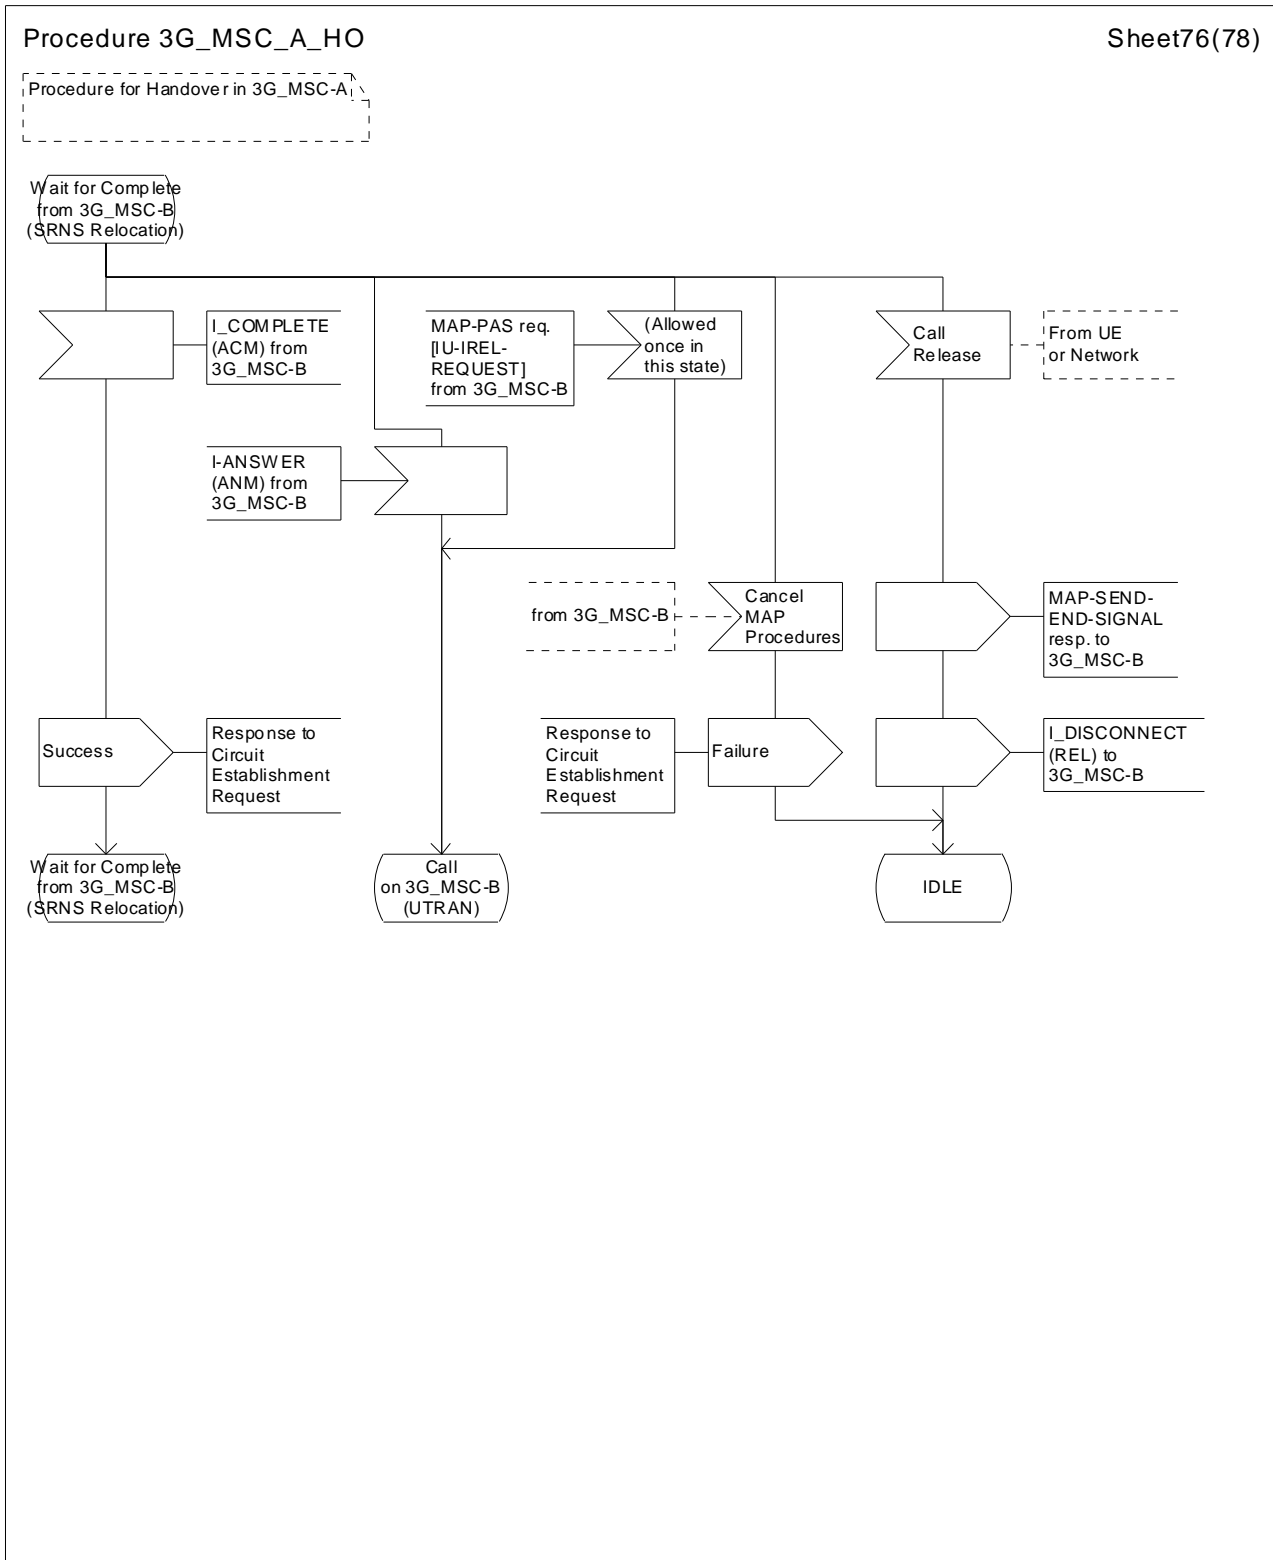 Procedure 3G_MSC_A_HO
Sheet76(78)
Procedure for Handover in 3G_MSC-A
Wait for Complete
from 3G_MSC-B
(SRNS Relocation)
I_COMPLETE
(ACM) from
3G_MSC-B
MAP-PAS req.
[IU-IREL-
REQUEST]
from 3G_MSC-B
(Allowed
once in
this state)
Call
Release
From UE
or Network
I-ANSWER
(ANM) from
3G_MSC-B
from 3G_MSC-B
Cancel
MAP
Procedures
MAP-SEND-
END-SIGNAL
resp. to
3G_MSC-B
Success
Response to
Circuit
Establishment
Request
Response to
Circuit
Establishment
Request
Failure
I_DISCONNECT
(REL) to
3G_MSC-B
Wait for Complete
from 3G_MSC-B
(SRNS Relocation)
Call
on 3G_MSC-B
(UTRAN)
IDLE